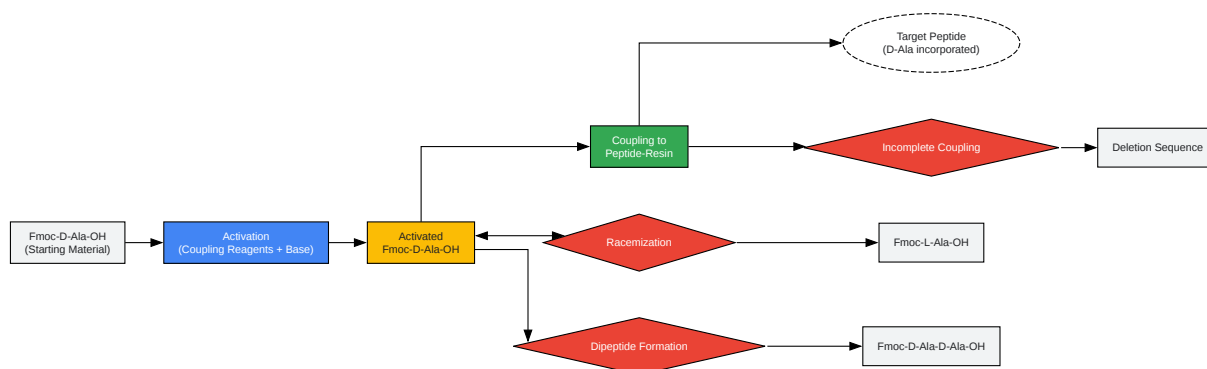 Target Peptide
(D-Ala incorporated)
Coupling to
Peptide-Resin
Incomplete Coupling
Deletion Sequence
Fmoc-D-Ala-OH
(Starting Material)
Activation
(Coupling Reagents + Base)
Activated
Fmoc-D-Ala-OH
Racemization
Fmoc-L-Ala-OH
Dipeptide Formation
Fmoc-D-Ala-D-Ala-OH